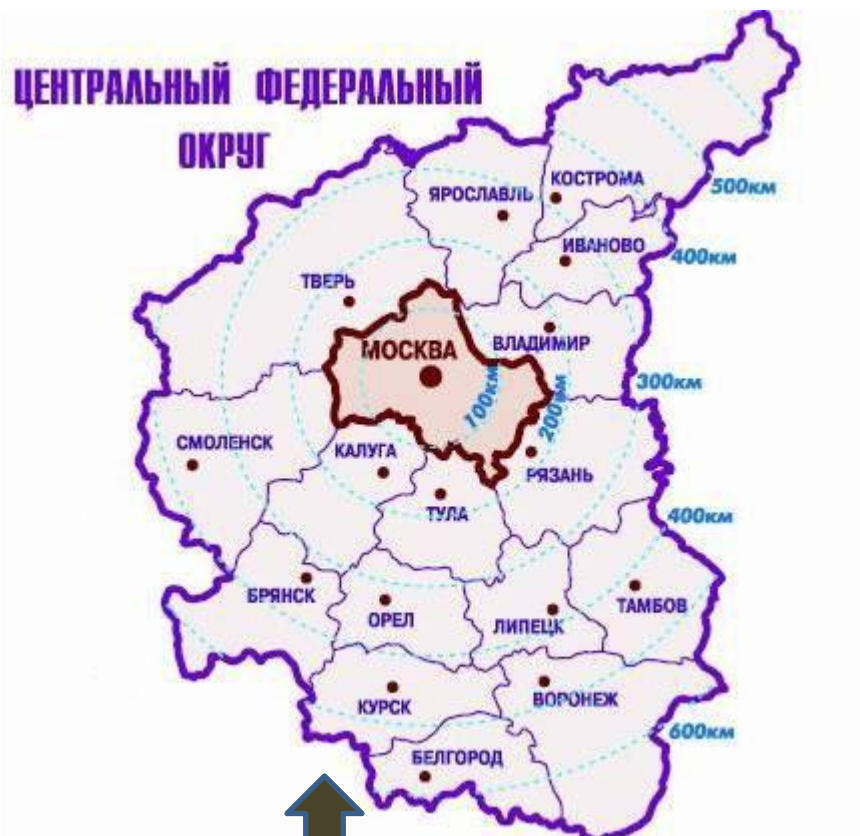 ЦЕНТРАЛЬНЫЙ ФЕДЕРАЛЬНЫЙ
ОКРУГ
КОСТРОМА
ЯРОСЛАВЛЬ
500км
ИВАНОВО
400км
ТВЕРЬ
ВЛАДИМИР
МОСКВА
300км
100км
200км
СМОЛЕНСК
КАЛУГА
РЯЗАНЬ
ТУЛА
400км
БРЯНСК
ОРЕЛ
ЛИПЕЦК
ТАМБОВ
КУРСК
ВОРОНЕЖ
600км
БЕЛГОРОД